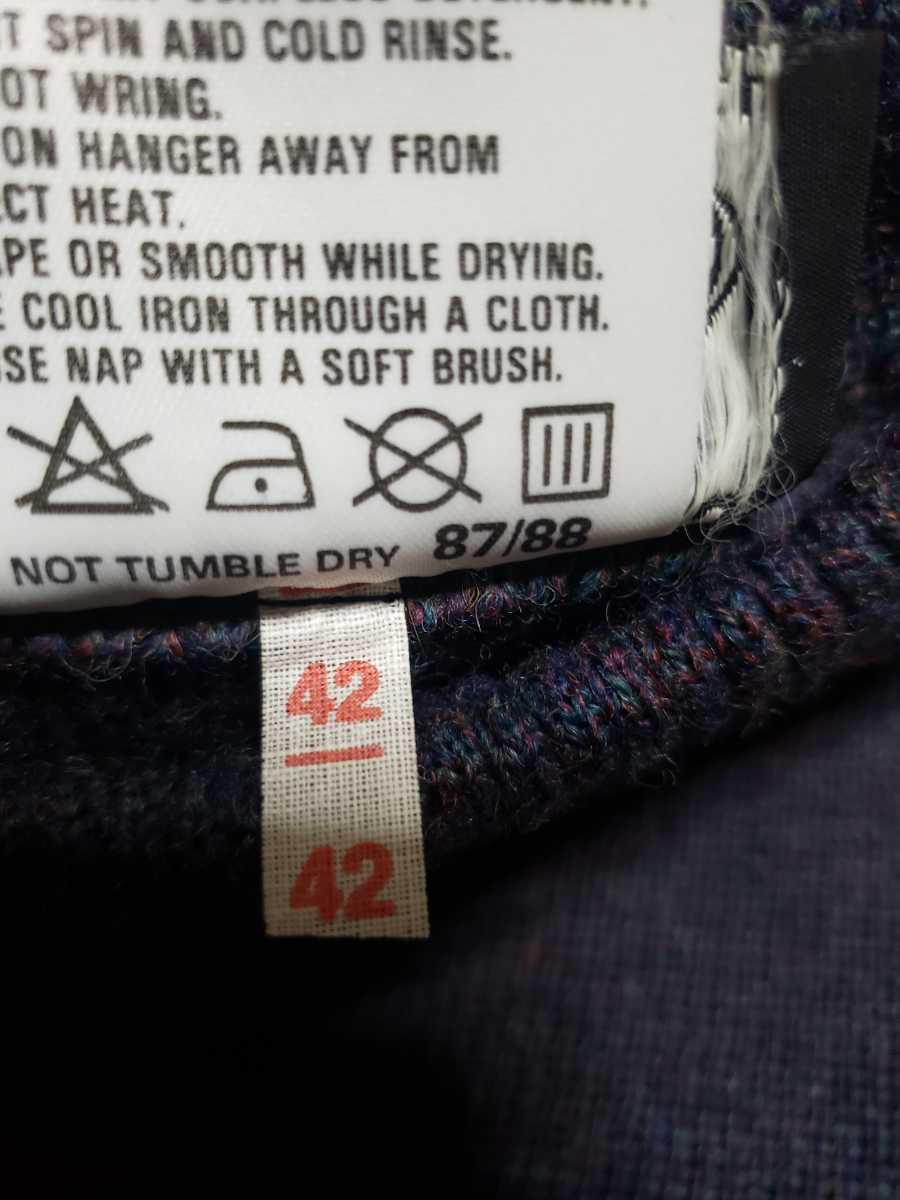 SPIN AND COLD RINSE.
OT WRING.
ON HANGER AWAY FROM
CT HEAT.
PE OR SMOOTH WHILE DRYING.
COOL IRON THROUGH A CLOTH.
SE NAP WITH A SOFT BRUSH.
NOT TUMBLE DRY 87/88
42
42